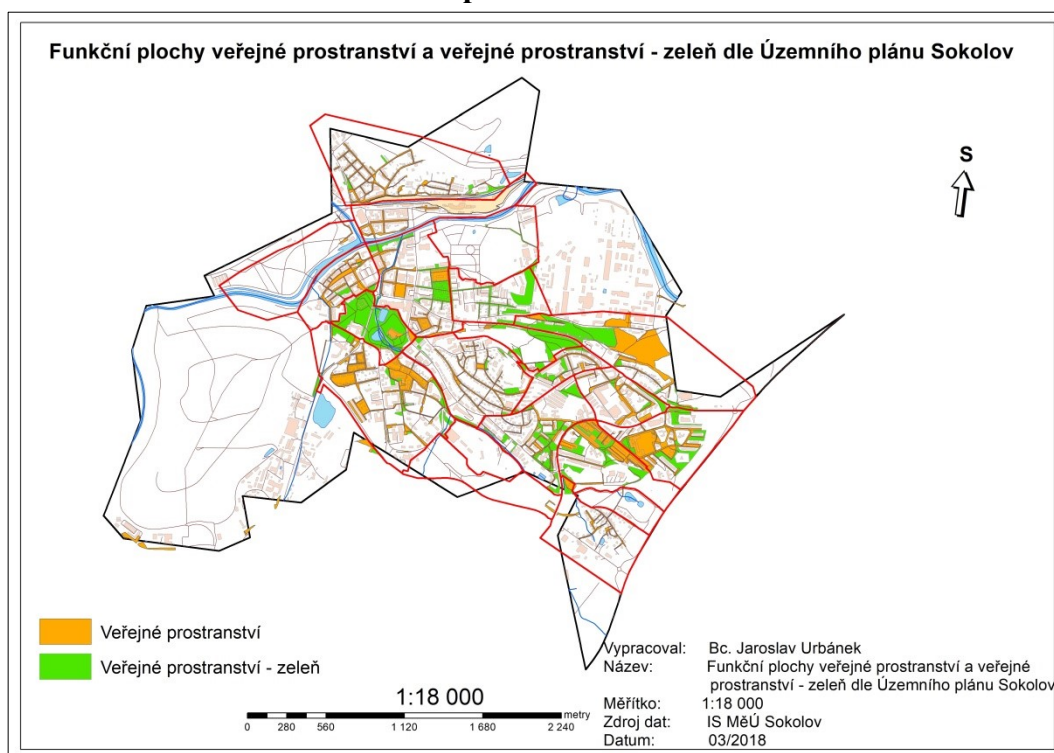 Funkční plochy veřejné prostranství a veřejné prostranství - zeleň dle Územního plánu Sokolov
S
Veřejné prostranství
Veřejné prostranství - zeleň
1:18 000
metry
0 280 560 1 120 1 680 2 240
Vypracoval: Bc. Jaroslav Urbánek
Název: Funkční plochy veřejné prostranství a veřejné
prostranství - zeleň dle Územního plánu Sokolov
Měřítko: 1:18 000
Zdroj dat: IS MěÚ Sokolov
Datum: 03/2018